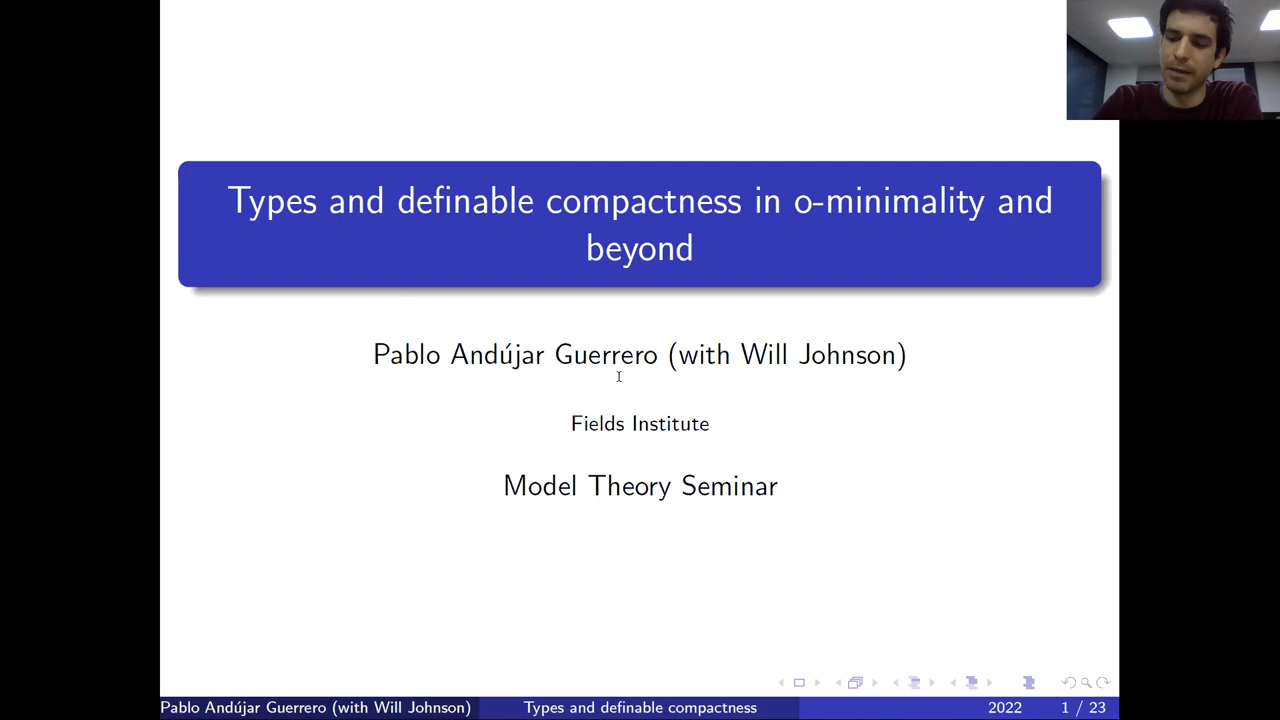 Types and definable compactness in o-minimality and
beyond
Pablo Andújar Guerrero (with Will Johnson)
Fields Institute
Model Theory Seminar
Pablo Andújar Guerrero (with Will Johnson) Types and definable compactness 2022 1 / 23